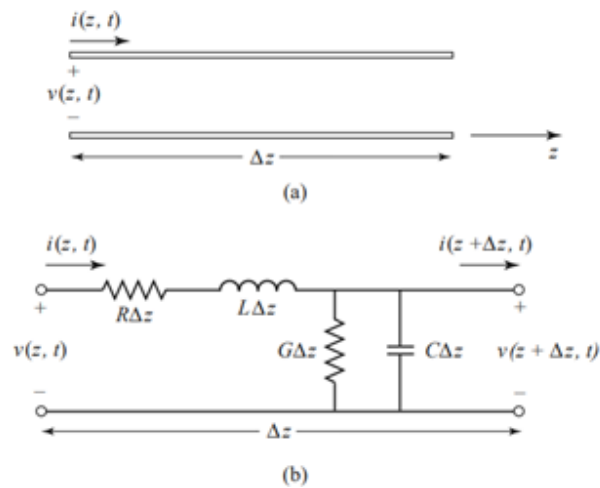 i(z, t)
+
v(z, t)
−
Δz
z
(a)
i(z, t)
i(z +Δz, t)
+
RΔz
LΔz
+
v(z, t)
GΔz
CΔz
v(z + Δz, t)
−
−
Δz
(b)